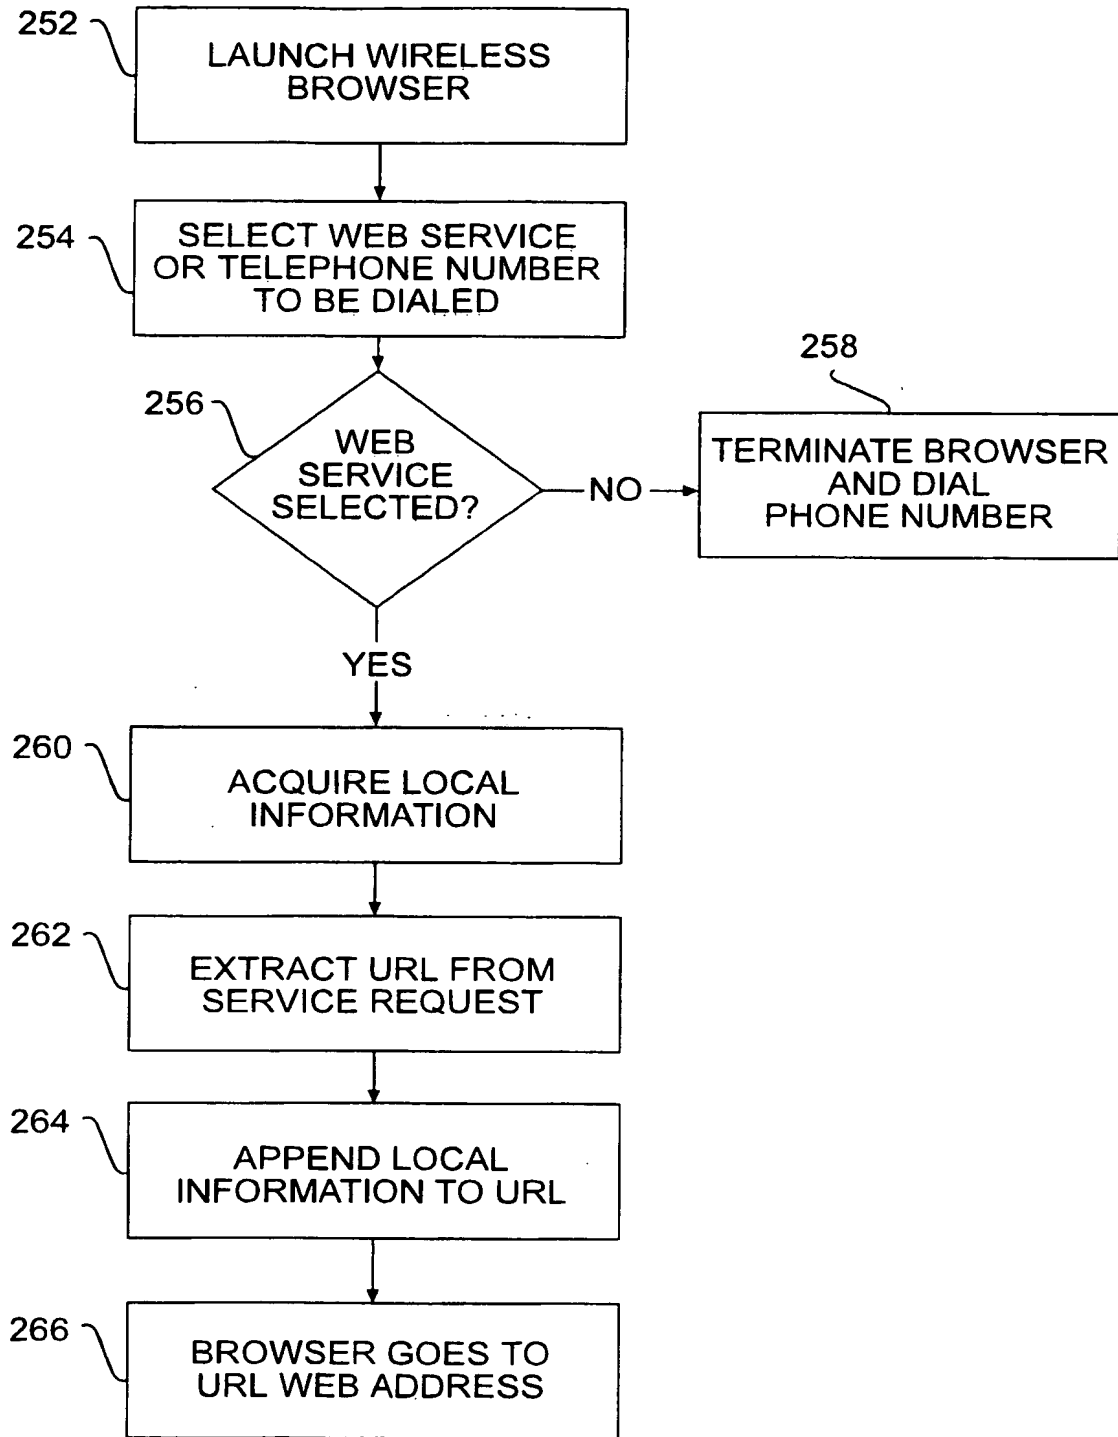 252
LAUNCH WIRELESS
BROWSER
254
SELECT WEB SERVICE
OR TELEPHONE NUMBER
TO BE DIALED
256
WEB
SERVICE
SELECTED?
NO
258
TERMINATE BROWSER
AND DIAL
PHONE NUMBER
YES
260
ACQUIRE LOCAL
INFORMATION
262
EXTRACT URL FROM
SERVICE REQUEST
264
APPEND LOCAL
INFORMATION TO URL
266
BROWSER GOES TO
URL WEB ADDRESS